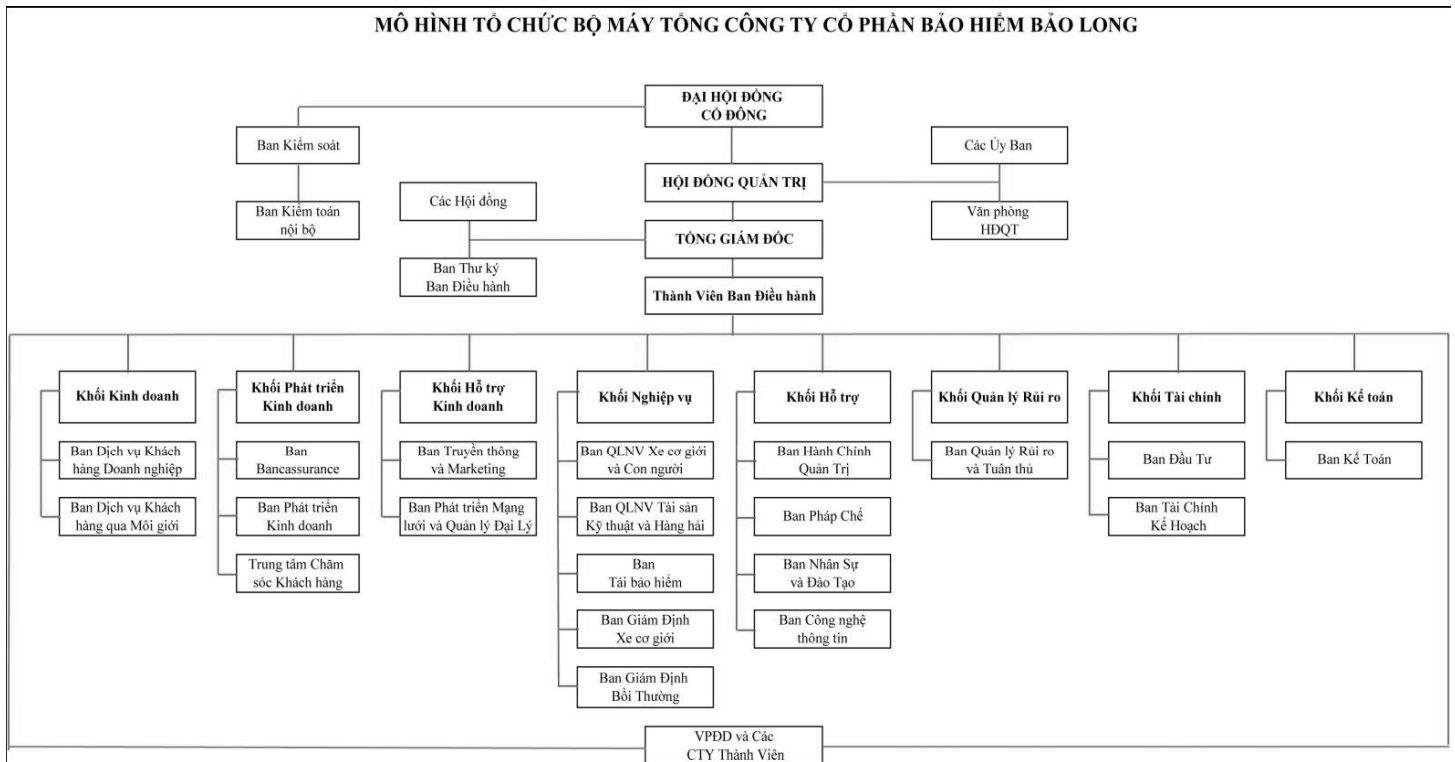 MÔ HÌNH TỔ CHỨC BỘ MÁY TỔNG CÔNG TY CỔ PHẦN BẢO HIỂM BẢO LONG
ĐẠI HỘI ĐỒNG
CỔ ĐÔNG
Ban Kiểm soát
Các Ủy Ban
HỘI ĐỒNG QUẢN TRỊ
Các Hội đồng
Ban Kiểm toán
nội bộ
Văn phòng
HĐQT
TỔNG GIÁM ĐỐC
Ban Thư ký
Ban Điều hành
Thành Viên Ban Điều hành
Khối Kinh doanh
Khối Phát triển
Kinh doanh
Khối Hỗ trợ
Kinh doanh
Khối Nghiệp vụ
Khối Hỗ trợ
Khối Quản lý Rủi ro
Khối Tài chính
Khối Kế toán
Ban Dịch vụ Khách
hàng Doanh nghiệp
Ban
Bancassurance
Ban Truyền thông
và Marketing
Ban QLNV Xe cơ giới
và Con người
Ban Hành Chính
Quản Trị
Ban Quản lý Rủi ro
và Tuân thủ
Ban Đầu Tư
Ban Kế Toán
Ban Dịch vụ Khách
hàng qua Môi giới
Ban Phát triển
Kinh doanh
Ban Phát triển Mạng
lưới và Quản lý Đại Lý
Ban QLNV Tài sản
Kỹ thuật và Hàng hải
Ban Pháp Chế
Ban Tài Chính
Kế Hoạch
Trung tâm Chăm
sóc Khách hàng
Ban
Tái bảo hiểm
Ban Nhân Sự
và Đào Tạo
Ban Giám Định
Xe cơ giới
Ban Công nghệ
thông tin
Ban Giám Định
Bồi Thường
VPĐD và Các
CTY Thành Viên